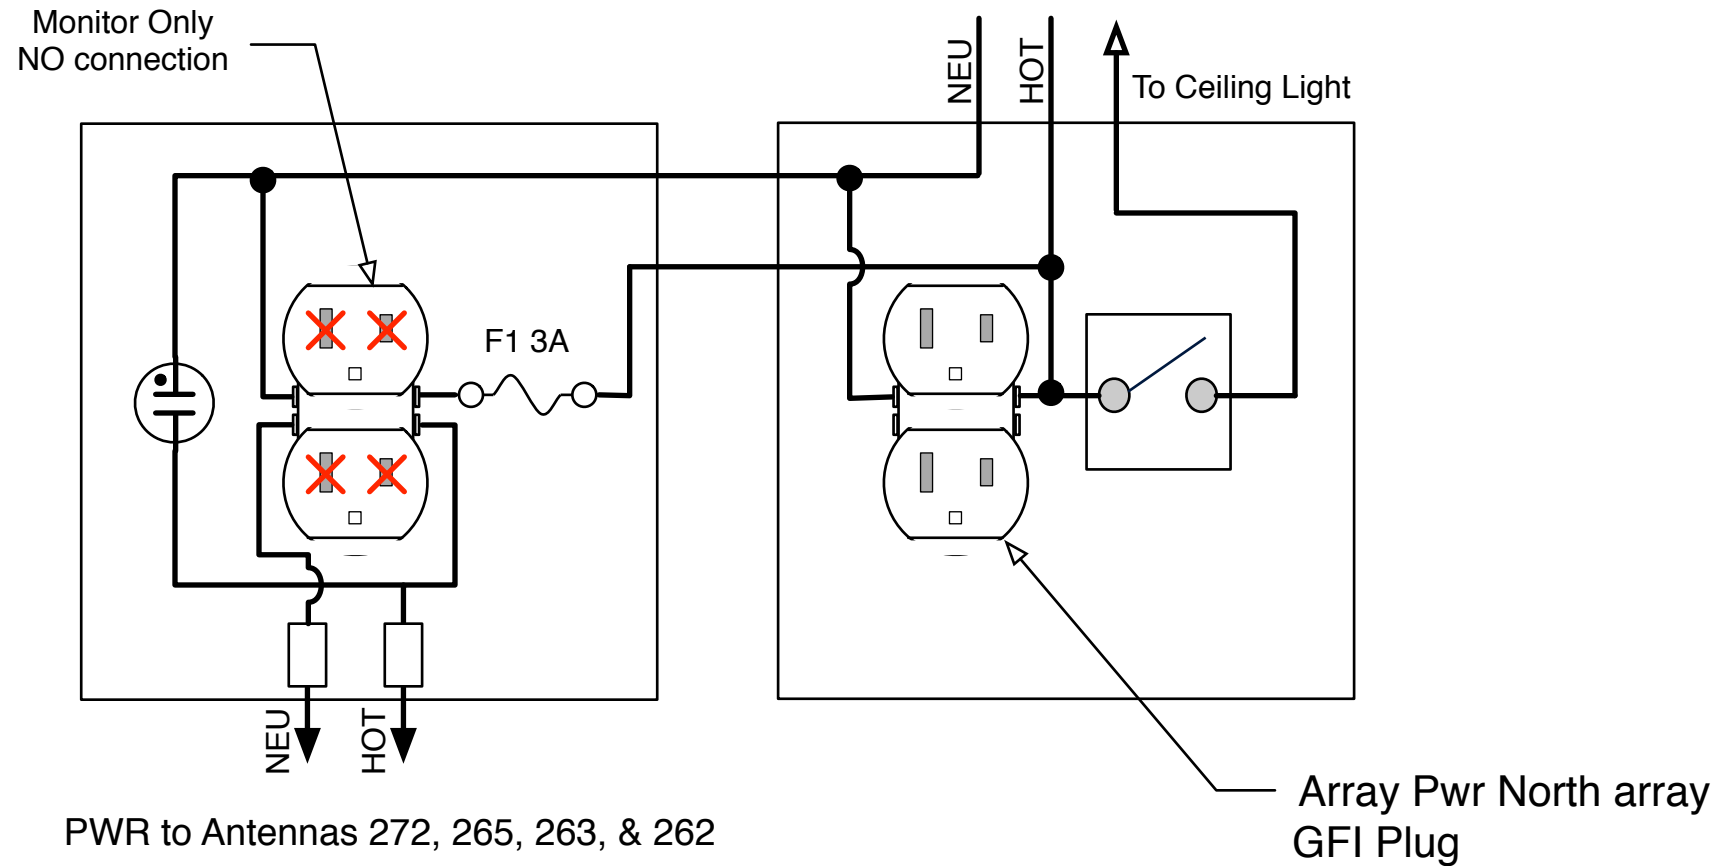 Monitor Only
NO connection
NEU
HOT
To Ceiling Light
F1 3A
NEU
HOT
PWR to Antennas 272, 265, 263, & 262
Array Pwr North array
GFI Plug